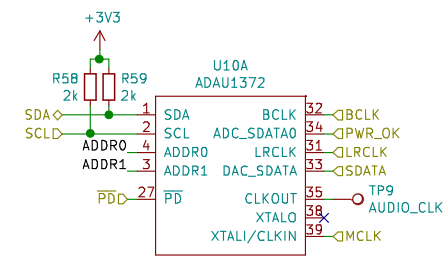 +3V3
R58
2k
R59
2k
U10A
ADAU1372
SDA
SCL
ADDR0
ADDR1
PD
1 SDA
2 SCL
4 ADDR0
3 ADDR1
27 PD
BCLK 32 BCLK
ADC_SDATA0 34 PWR_OK
LRCLK 31 LRCLK
DAC_SDATA 33 SDATA
CLKOUT 35
TP9
AUDIO_CLK
XTALO 38
XTALI/CLKIN 39 MCLK